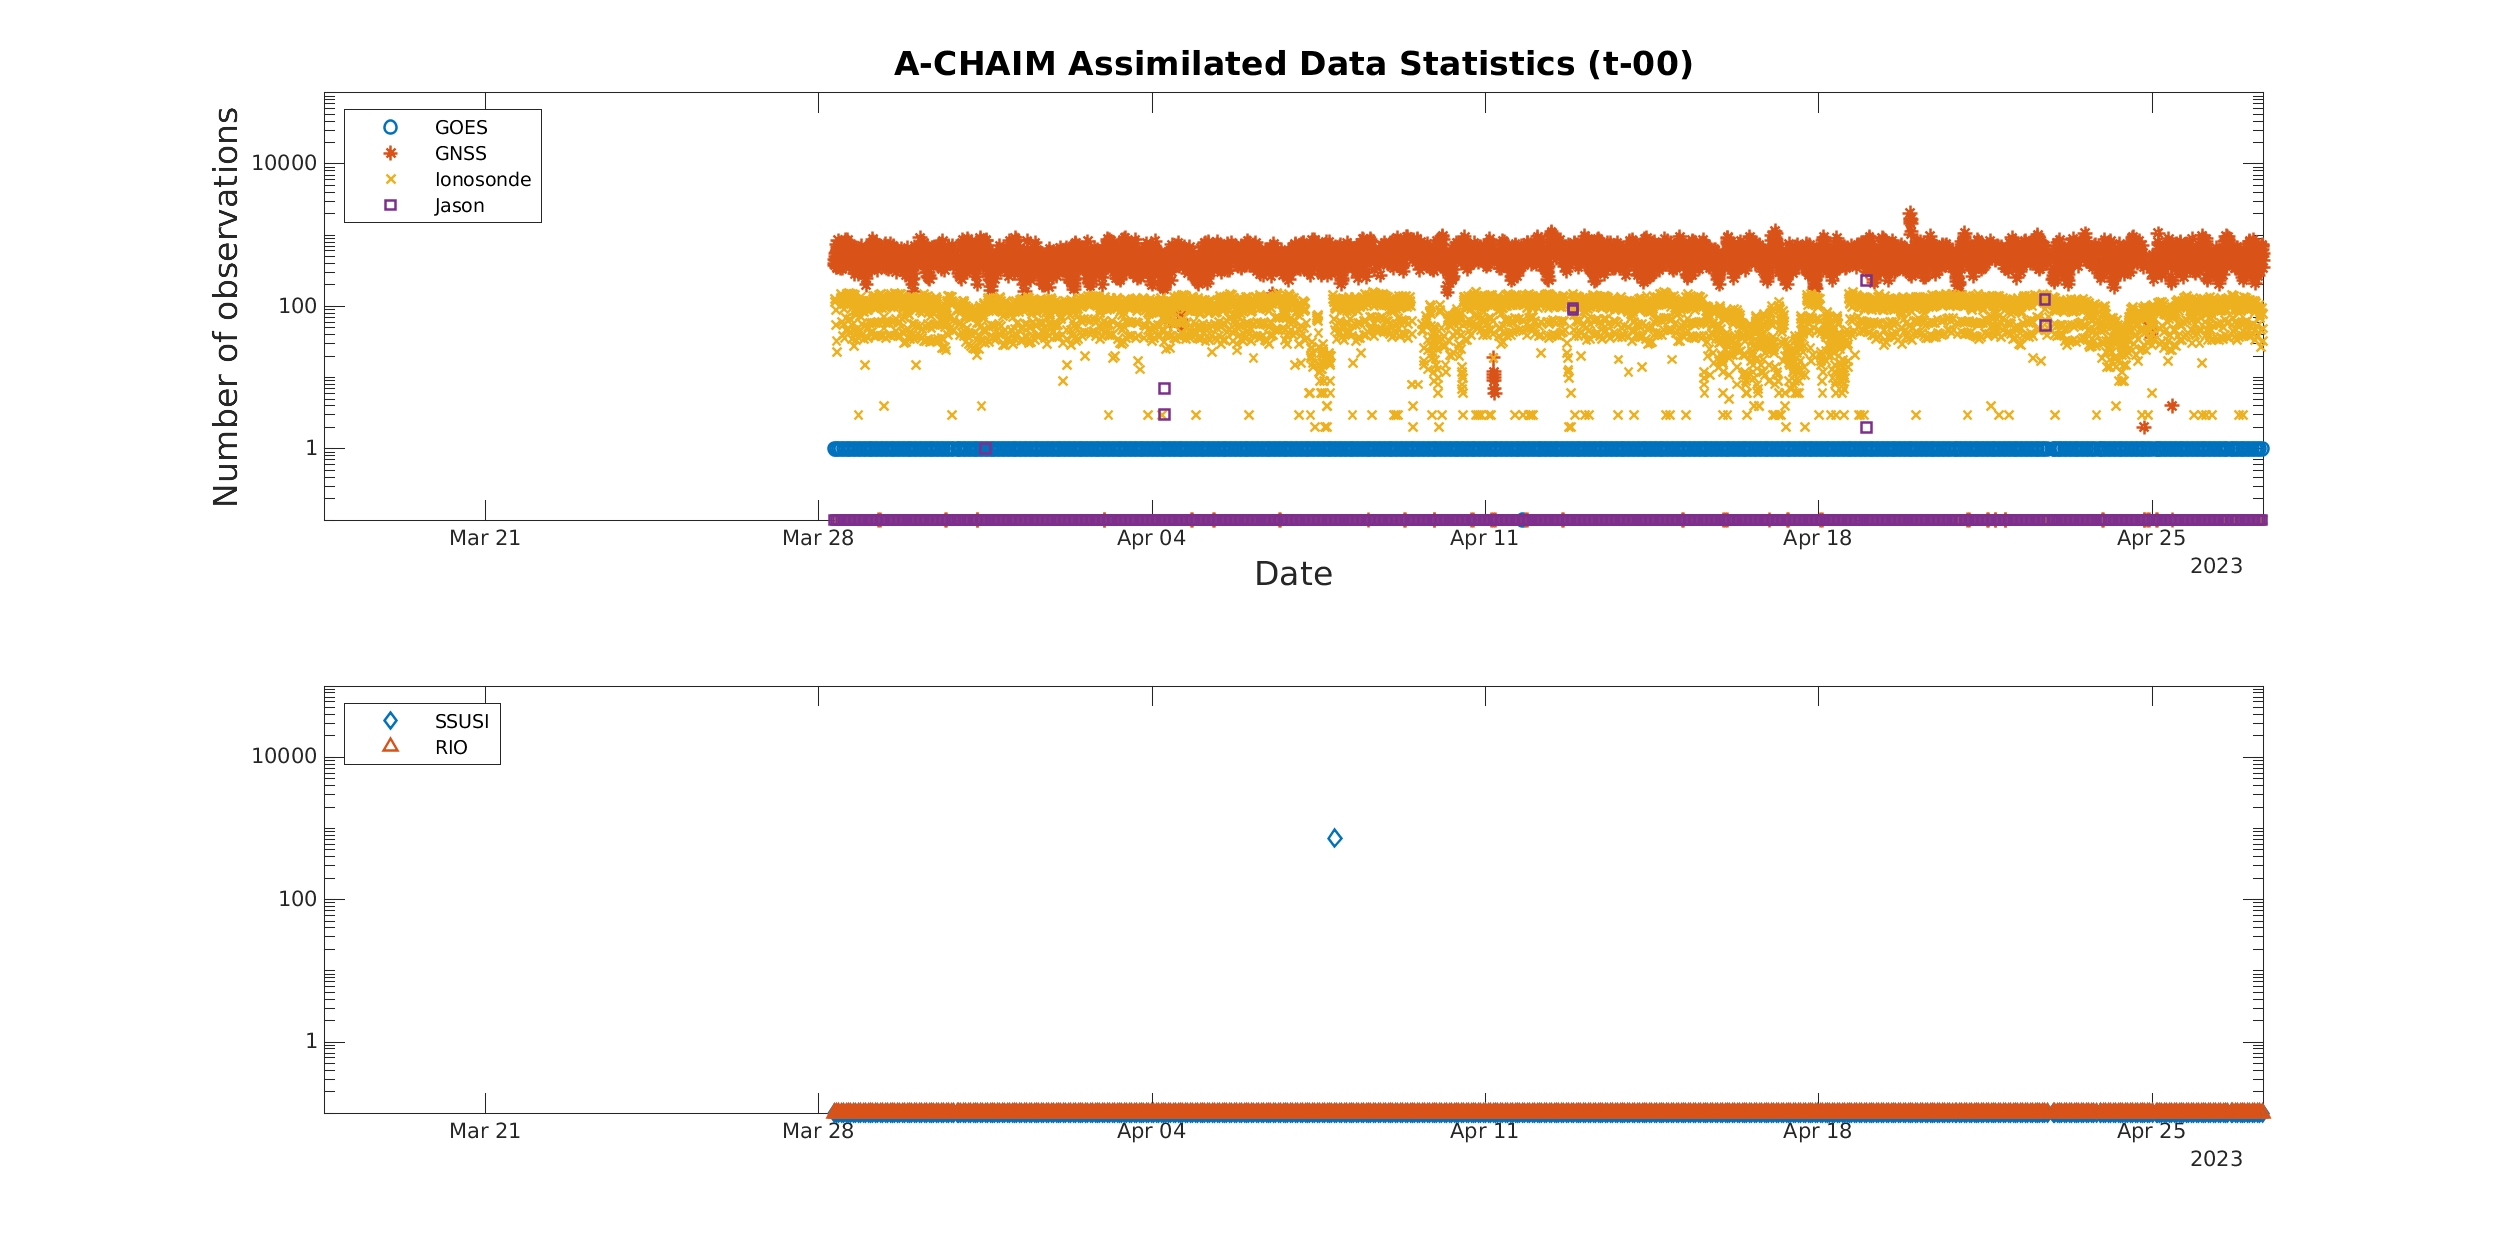 A-CHAIM Assimilated Data Statistics (t-00)
Number of observations
GOES
GNSS
Ionosonde
Jason
10000
100
1
Mar 21
Mar 28
Apr 04
Apr 11
Apr 18
Apr 25
2023
Date
SSUSI
RIO
10000
100
1
Mar 21
Mar 28
Apr 04
Apr 11
Apr 18
Apr 25
2023